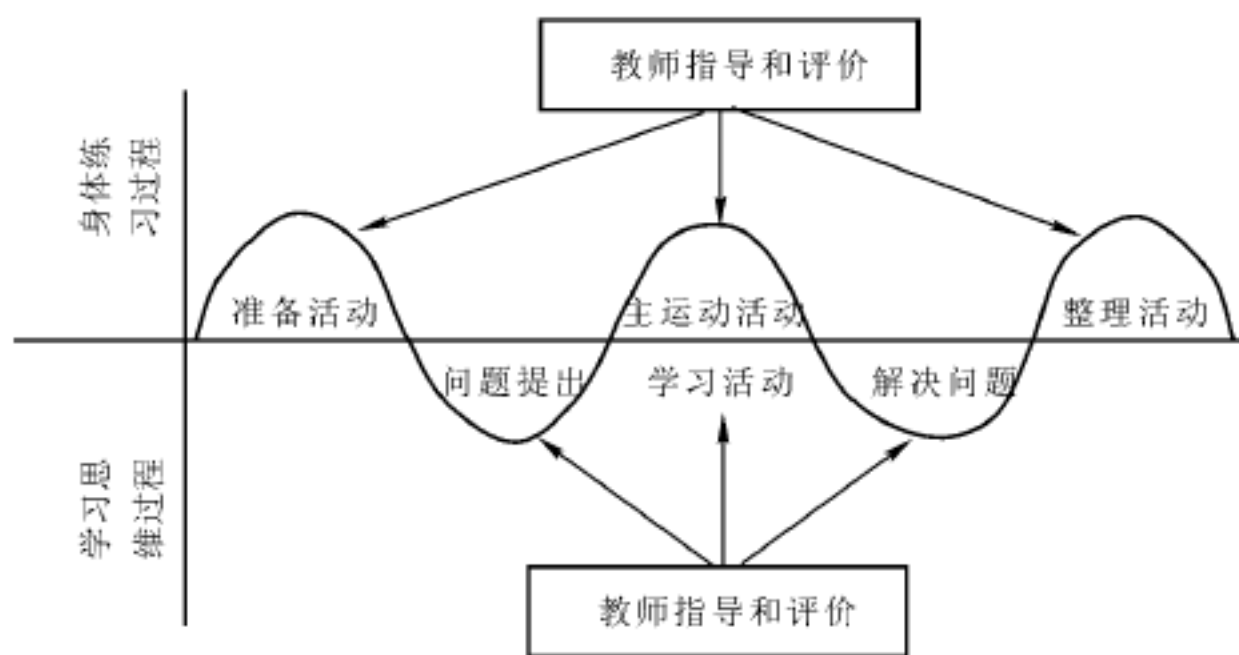 教师指导和评价
身体练
习过程
准备活动
主运动活动
整理活动
问题提出
学习活动
解决问题
学习思
维过程
教师指导和评价